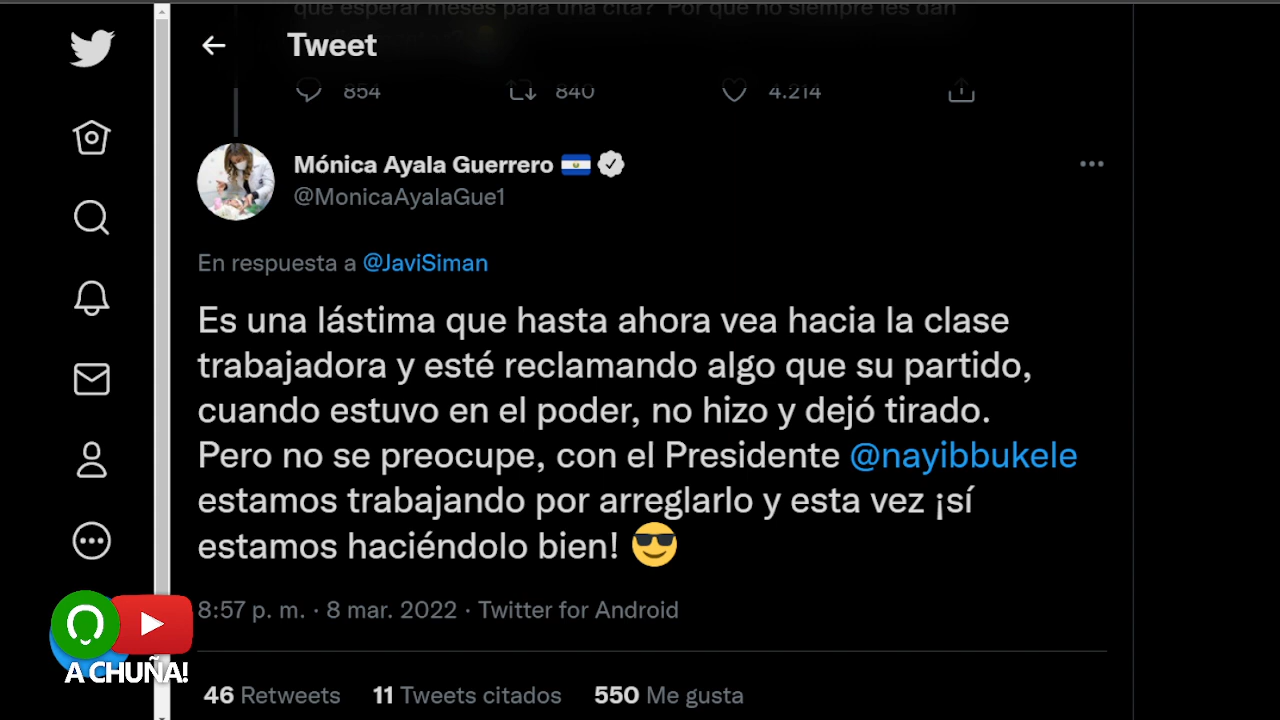 que esperar meses para una cita? Por qué no siempre les dan
Tweet
854 840 4.214
Mónica Ayala Guerrero
@MonicaAyalaGue1
En respuesta a @JaviSiman
Es una lástima que hasta ahora vea hacia la clase
trabajadora y esté reclamando algo que su partido,
cuando estuvo en el poder, no hizo y dejó tirado.
Pero no se preocupe, con el Presidente @nayibbukele
estamos trabajando por arreglarlo y esta vez ¡sí
estamos haciéndolo bien! 😎
8:57 p. m. · 8 mar. 2022 · Twitter for Android
A CHUÑA!
46 Retweets 11 Tweets citados 550 Me gusta